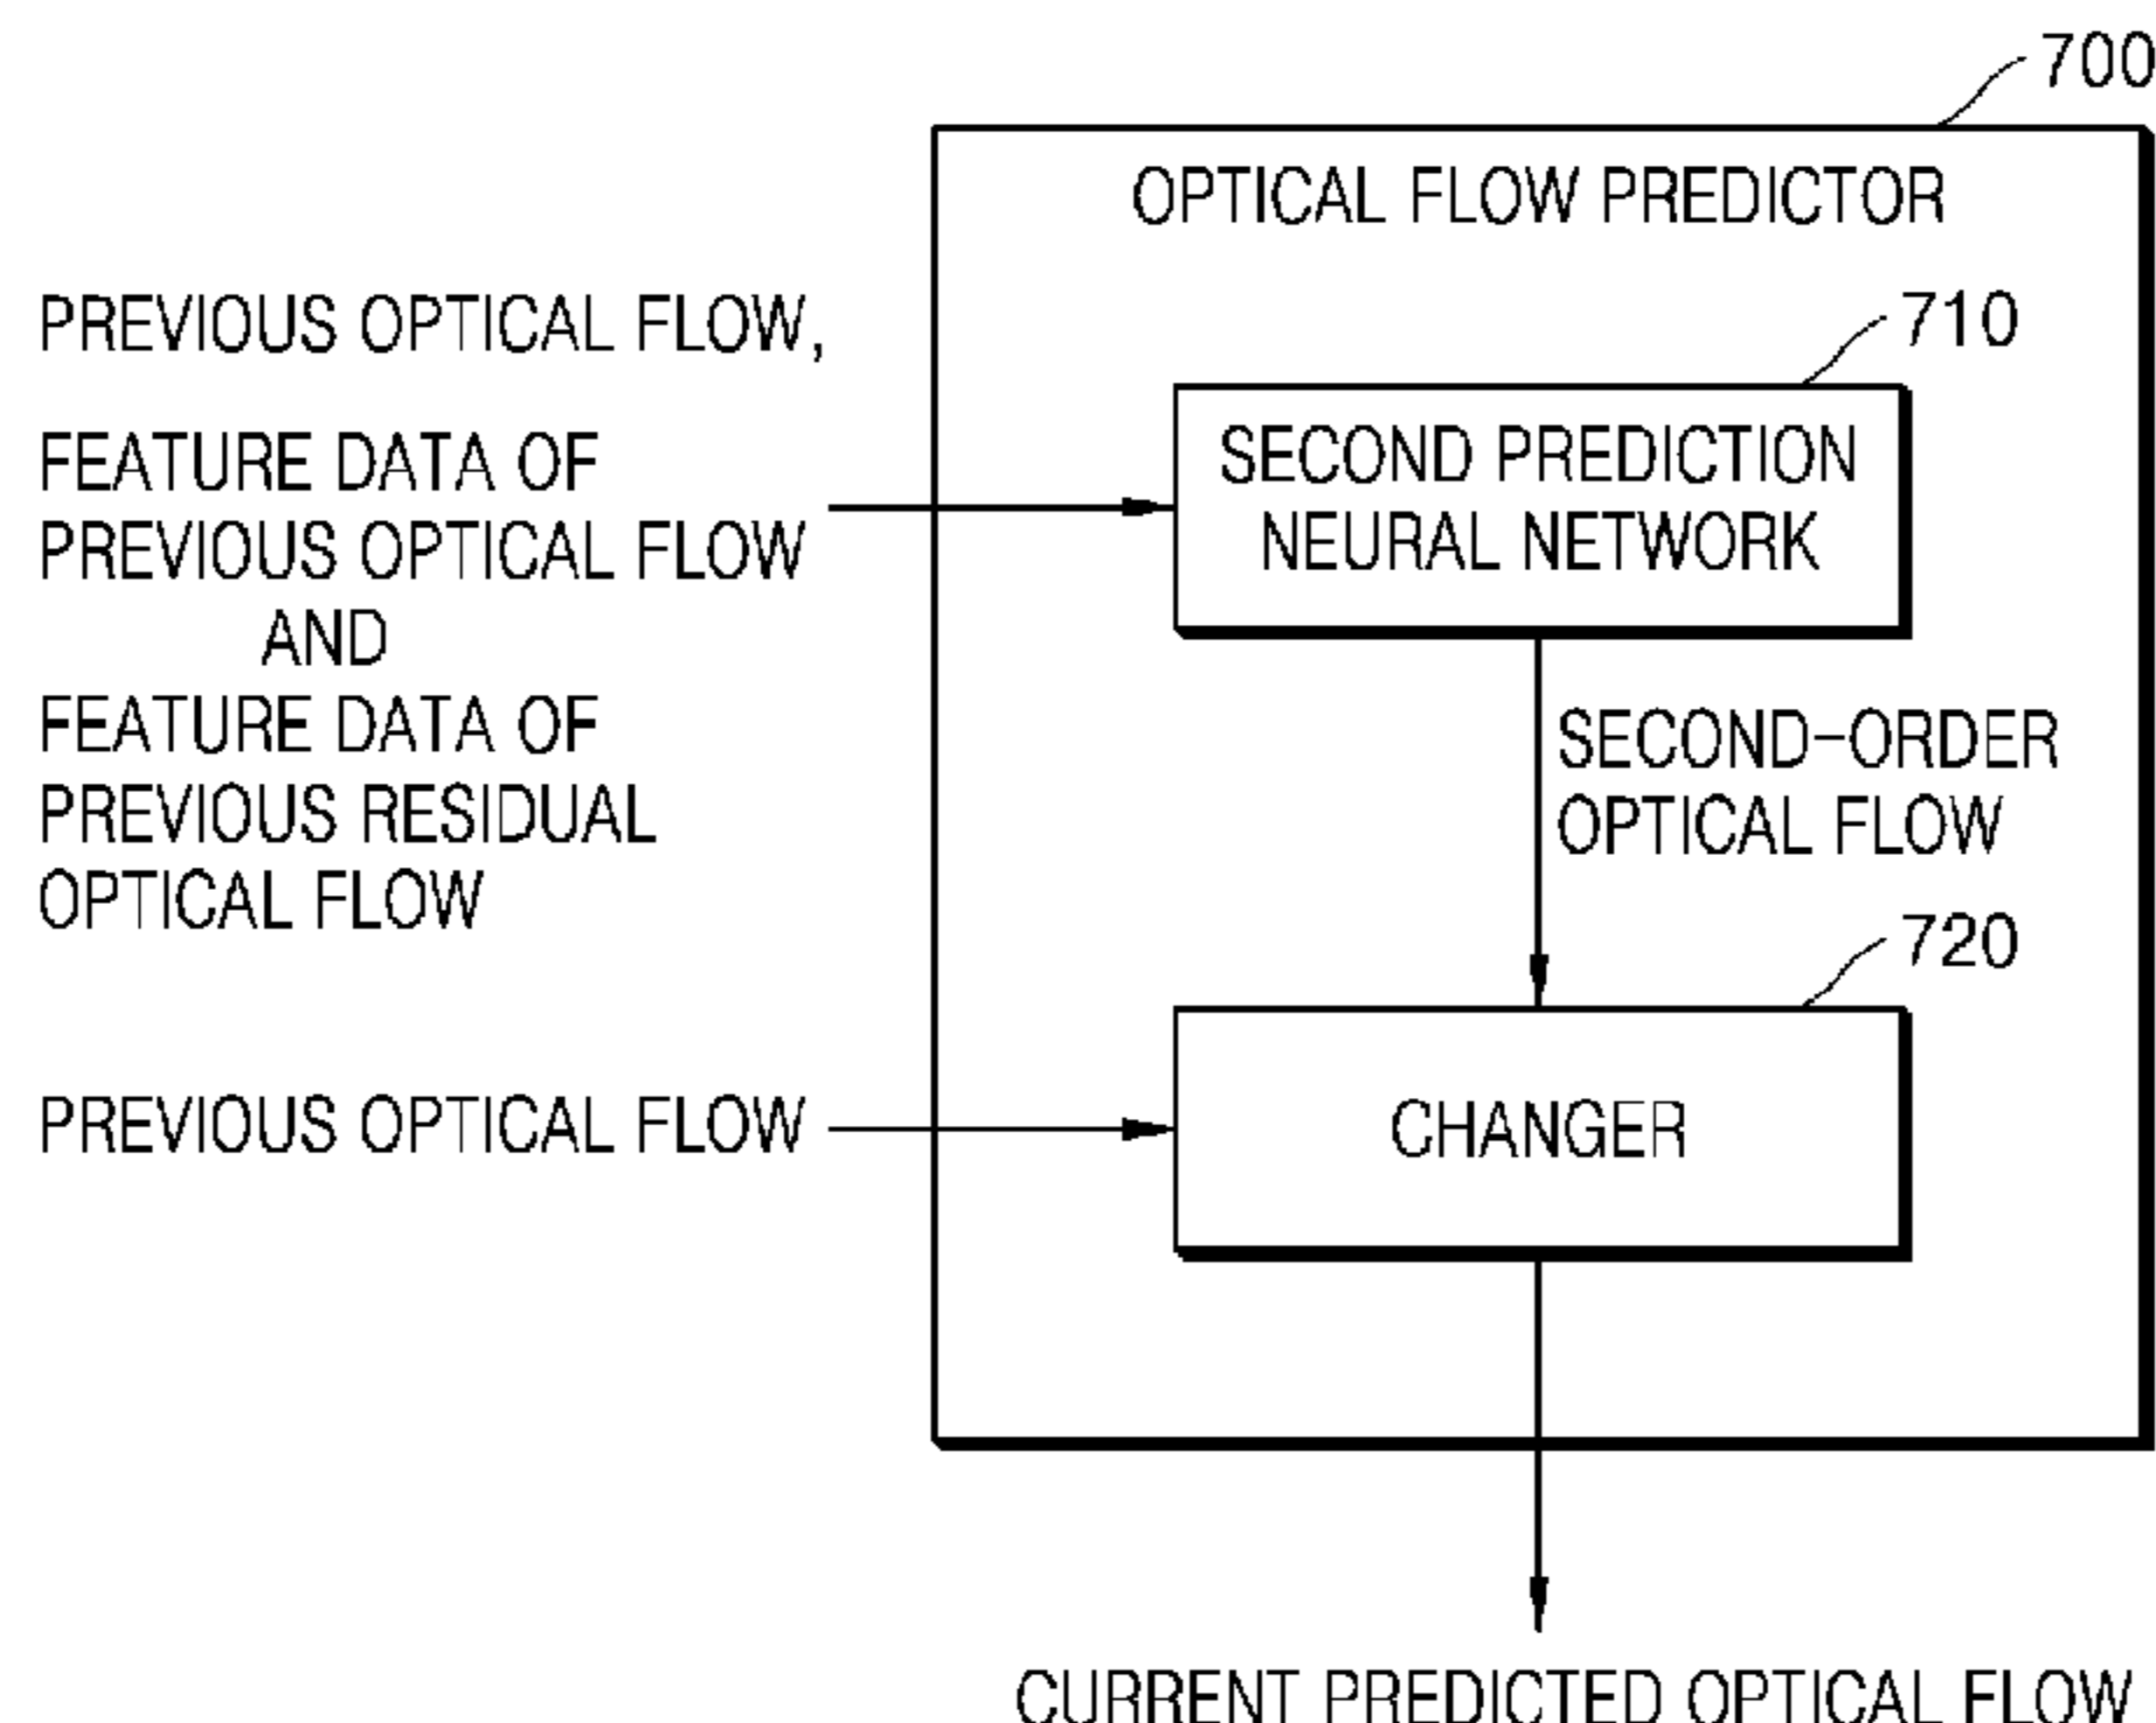 700
OPTICAL FLOW PREDICTOR
PREVIOUS OPTICAL FLOW,
FEATURE DATA OF
PREVIOUS OPTICAL FLOW
AND
FEATURE DATA OF
PREVIOUS RESIDUAL
OPTICAL FLOW
710
SECOND PREDICTION
NEURAL NETWORK
SECOND-ORDER
OPTICAL FLOW
720
PREVIOUS OPTICAL FLOW
CHANGER
CURRENT PREDICTED OPTICAL FLOW